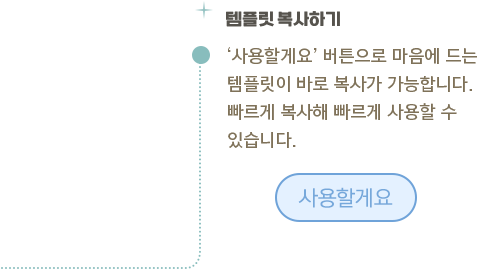 템플릿 복사하기
‘사용할게요’ 버튼으로 마음에 드는
템플릿이 바로 복사가 가능합니다.
빠르게 복사해 빠르게 사용할 수
있습니다.
사용할게요